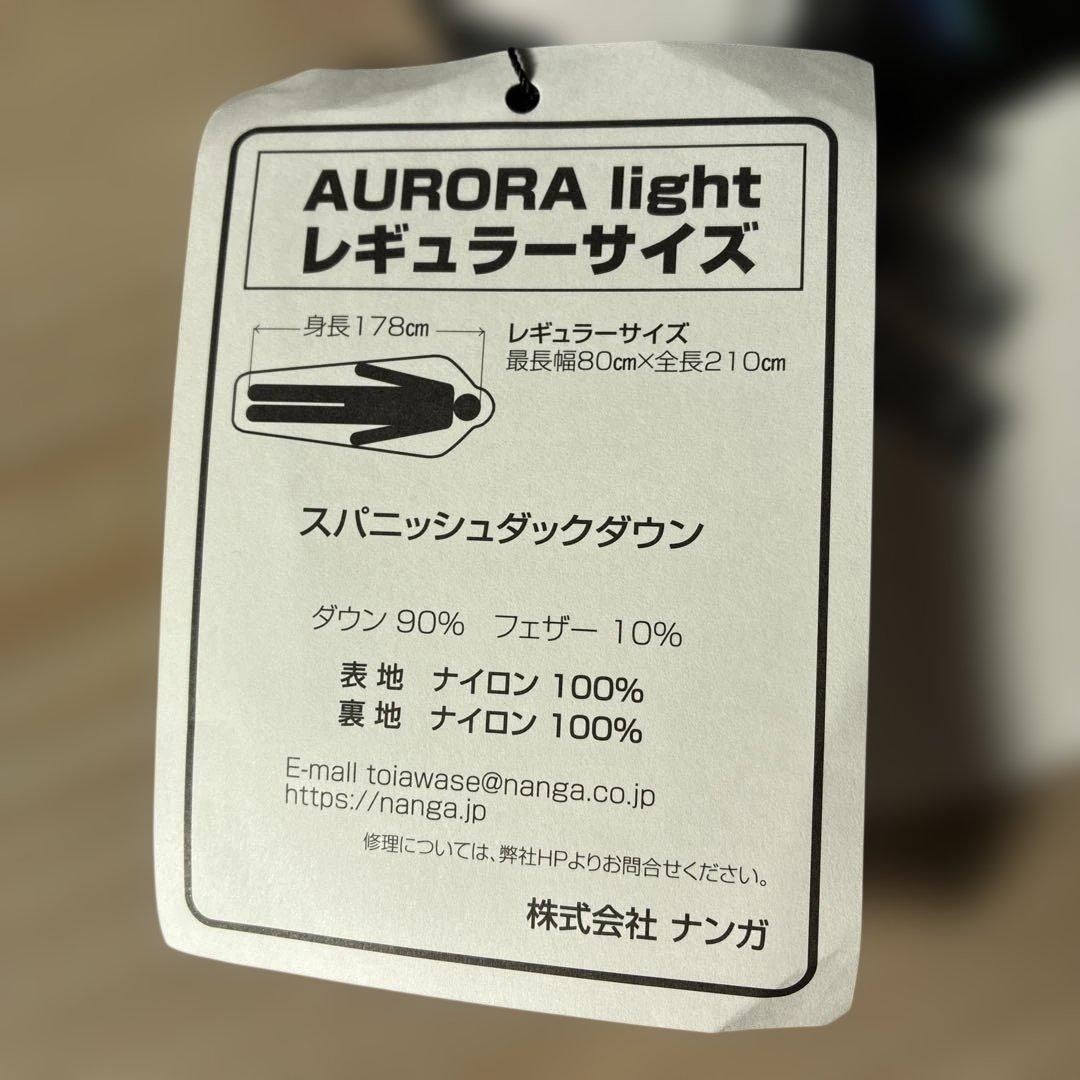 AURORA light
レギュラーサイズ
身長178㎝
レギュラーサイズ
最長幅80㎝×全長210㎝
スパニッシュダックダウン
ダウン 90% フェザー 10%
表地 ナイロン 100%
裏地 ナイロン 100%
E-mall toiawase@nanga.co.jp
https://nanga.jp
修理については、弊社HPよりお問合せください。
株式会社 ナンガ